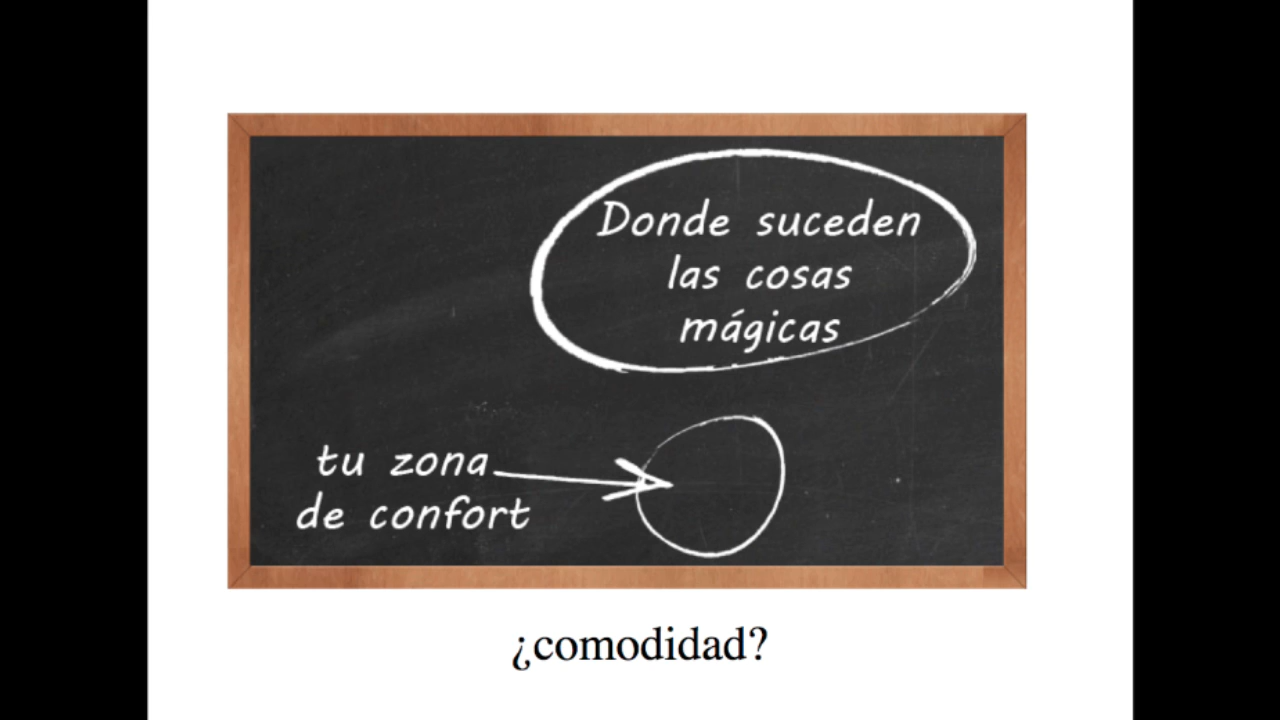 Donde suceden
las cosas
mágicas
tu zona
de confort
¿comodidad?